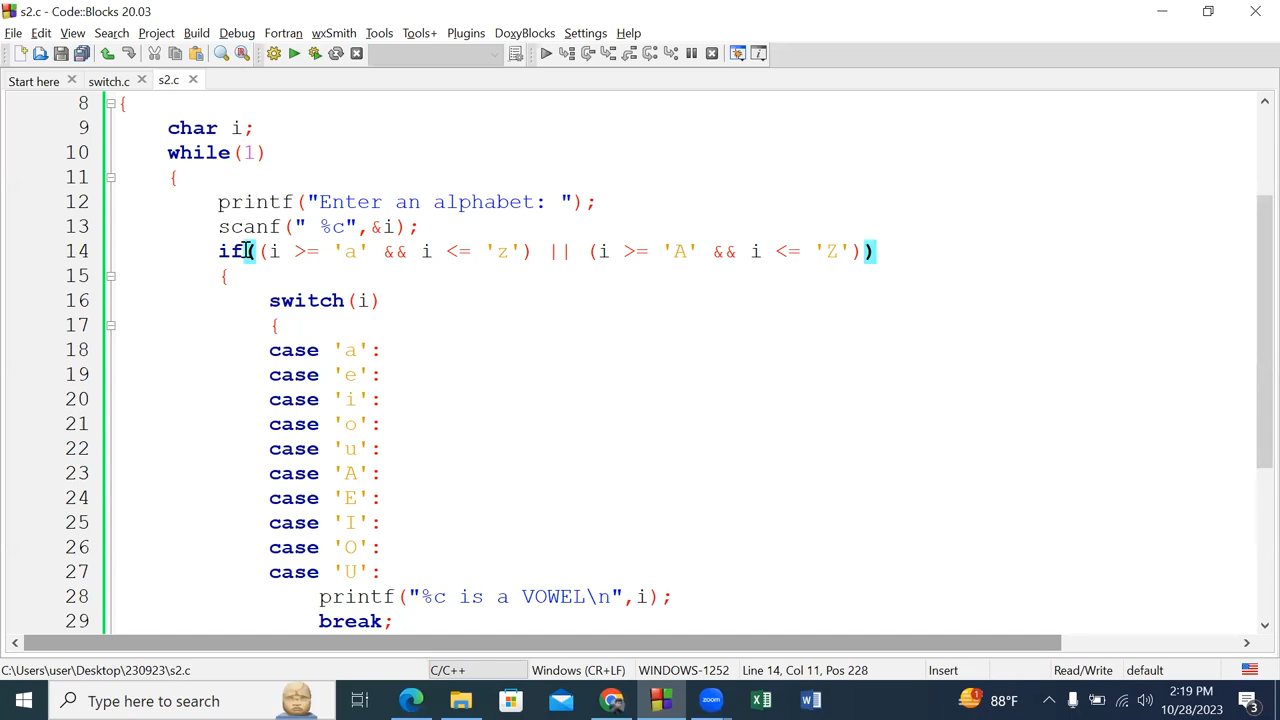 s2.c - Code::Blocks 20.03
File Edit View Search Project Build Debug Fortran wxSmith Tools Tools+ Plugins DoxyBlocks Settings Help
Start here switch.c s2.c
8 {
9 char i;
10 while(1)
11 {
12 printf("Enter an alphabet: ");
13 scanf(" %c",&i);
14 if((i >= 'a' && i <= 'z') || (i >= 'A' && i <= 'Z'))
15 {
16 switch(i)
17 {
18 case 'a':
19 case 'e':
20 case 'i':
21 case 'o':
22 case 'u':
23 case 'A':
24 case 'E':
25 case 'I':
26 case 'O':
27 case 'U':
28 printf("%c is a VOWEL\n",i);
29 break;
C:\Users\user\Desktop\230923\s2.c C/C++ Windows (CR+LF) WINDOWS-1252 Line 14, Col 11, Pos 228 Insert Read/Write default
Type here to search zoom 1 88°F 2:19 PM
10/28/2023 3